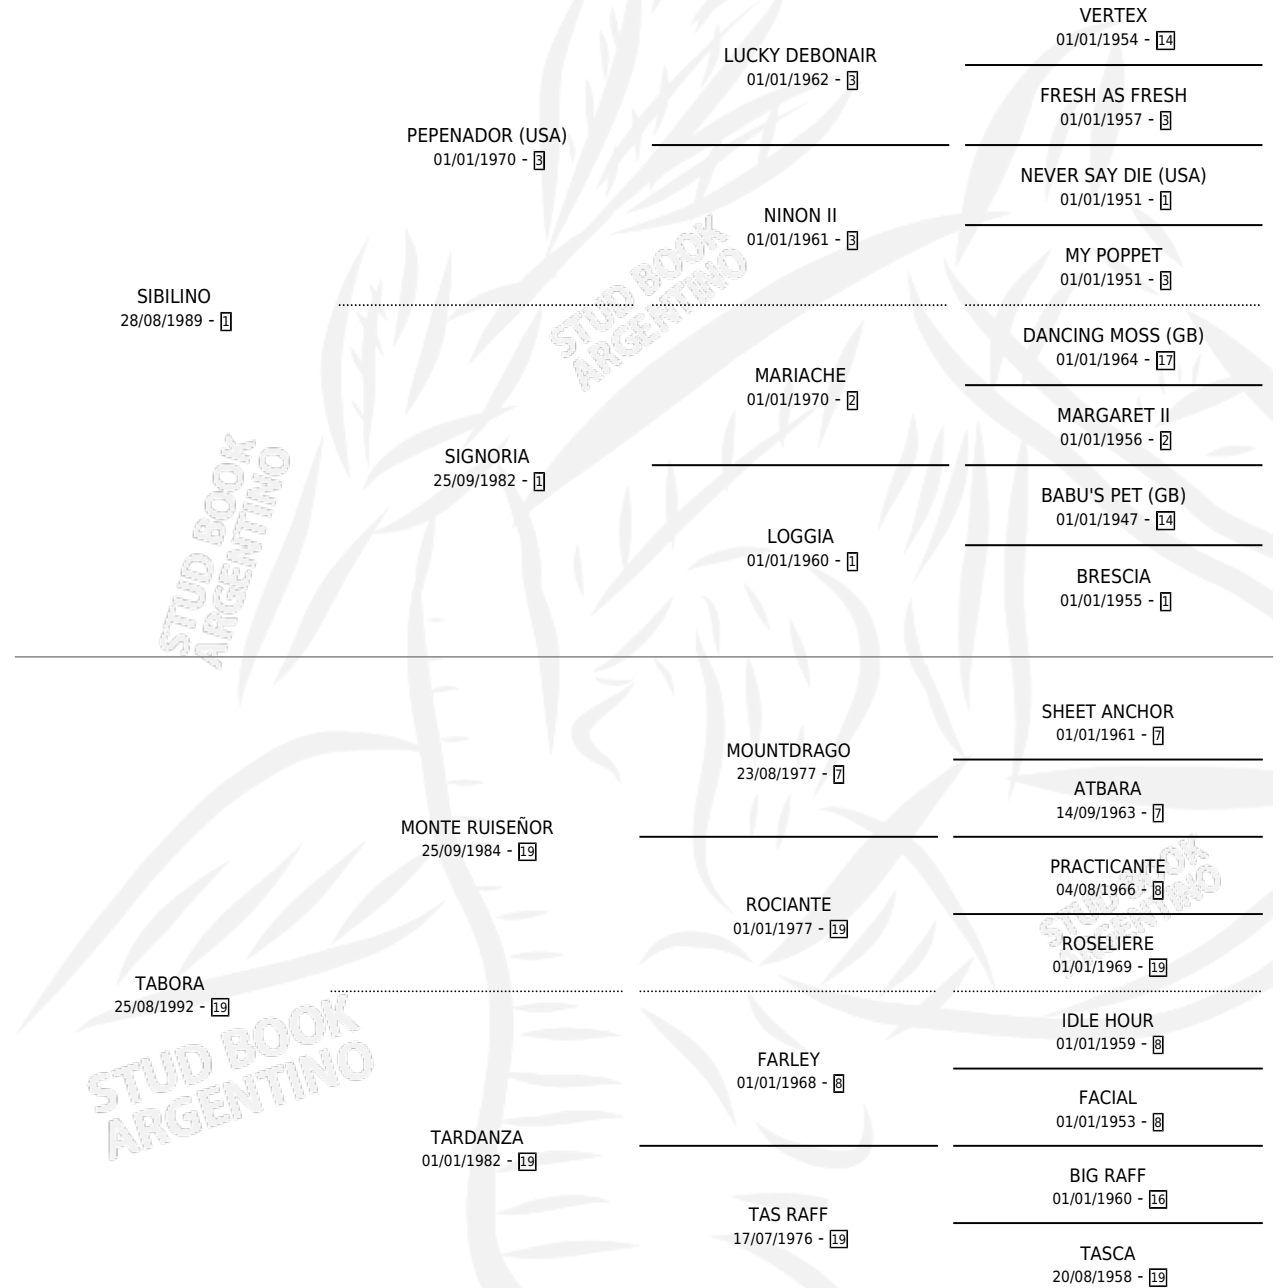 VERTEX
01/01/1954 - 14
LUCKY DEBONAIR
01/01/1962 - 3
FRESH AS FRESH
01/01/1957 - 3
PEPENADOR (USA)
01/01/1970 - 3
NEVER SAY DIE (USA)
01/01/1951 - 1
NINON II
01/01/1961 - 3
MY POPPET
01/01/1951 - 3
SIBILINO
28/08/1989 - 1
DANCING MOSS (GB)
01/01/1964 - 17
MARIACHE
01/01/1970 - 2
MARGARET II
01/01/1956 - 2
SIGNORIA
25/09/1982 - 1
BABU'S PET (GB)
01/01/1947 - 14
LOGGIA
01/01/1960 - 1
BRESCIA
01/01/1955 - 1
SHEET ANCHOR
01/01/1961 - 7
MOUNTDRAGO
23/08/1977 - 7
ATBARA
14/09/1963 - 7
MONTE RUISEÑOR
25/09/1984 - 19
PRACTICANTE
04/08/1966 - 8
ROCIANTE
01/01/1977 - 19
ROSELIERE
01/01/1969 - 19
TABORA
25/08/1992 - 19
IDLE HOUR
01/01/1959 - 8
FARLEY
01/01/1968 - 8
FACIAL
01/01/1953 - 8
TARDANZA
01/01/1982 - 19
BIG RAFF
01/01/1960 - 16
TAS RAFF
17/07/1976 - 19
TASCA
20/08/1958 - 19
STUD BOOK
ARGENTINO
STUD BOOK
ARGENTINO
STUD BOOK
ARGENTINO
STUD BOOK
ARGENTINO